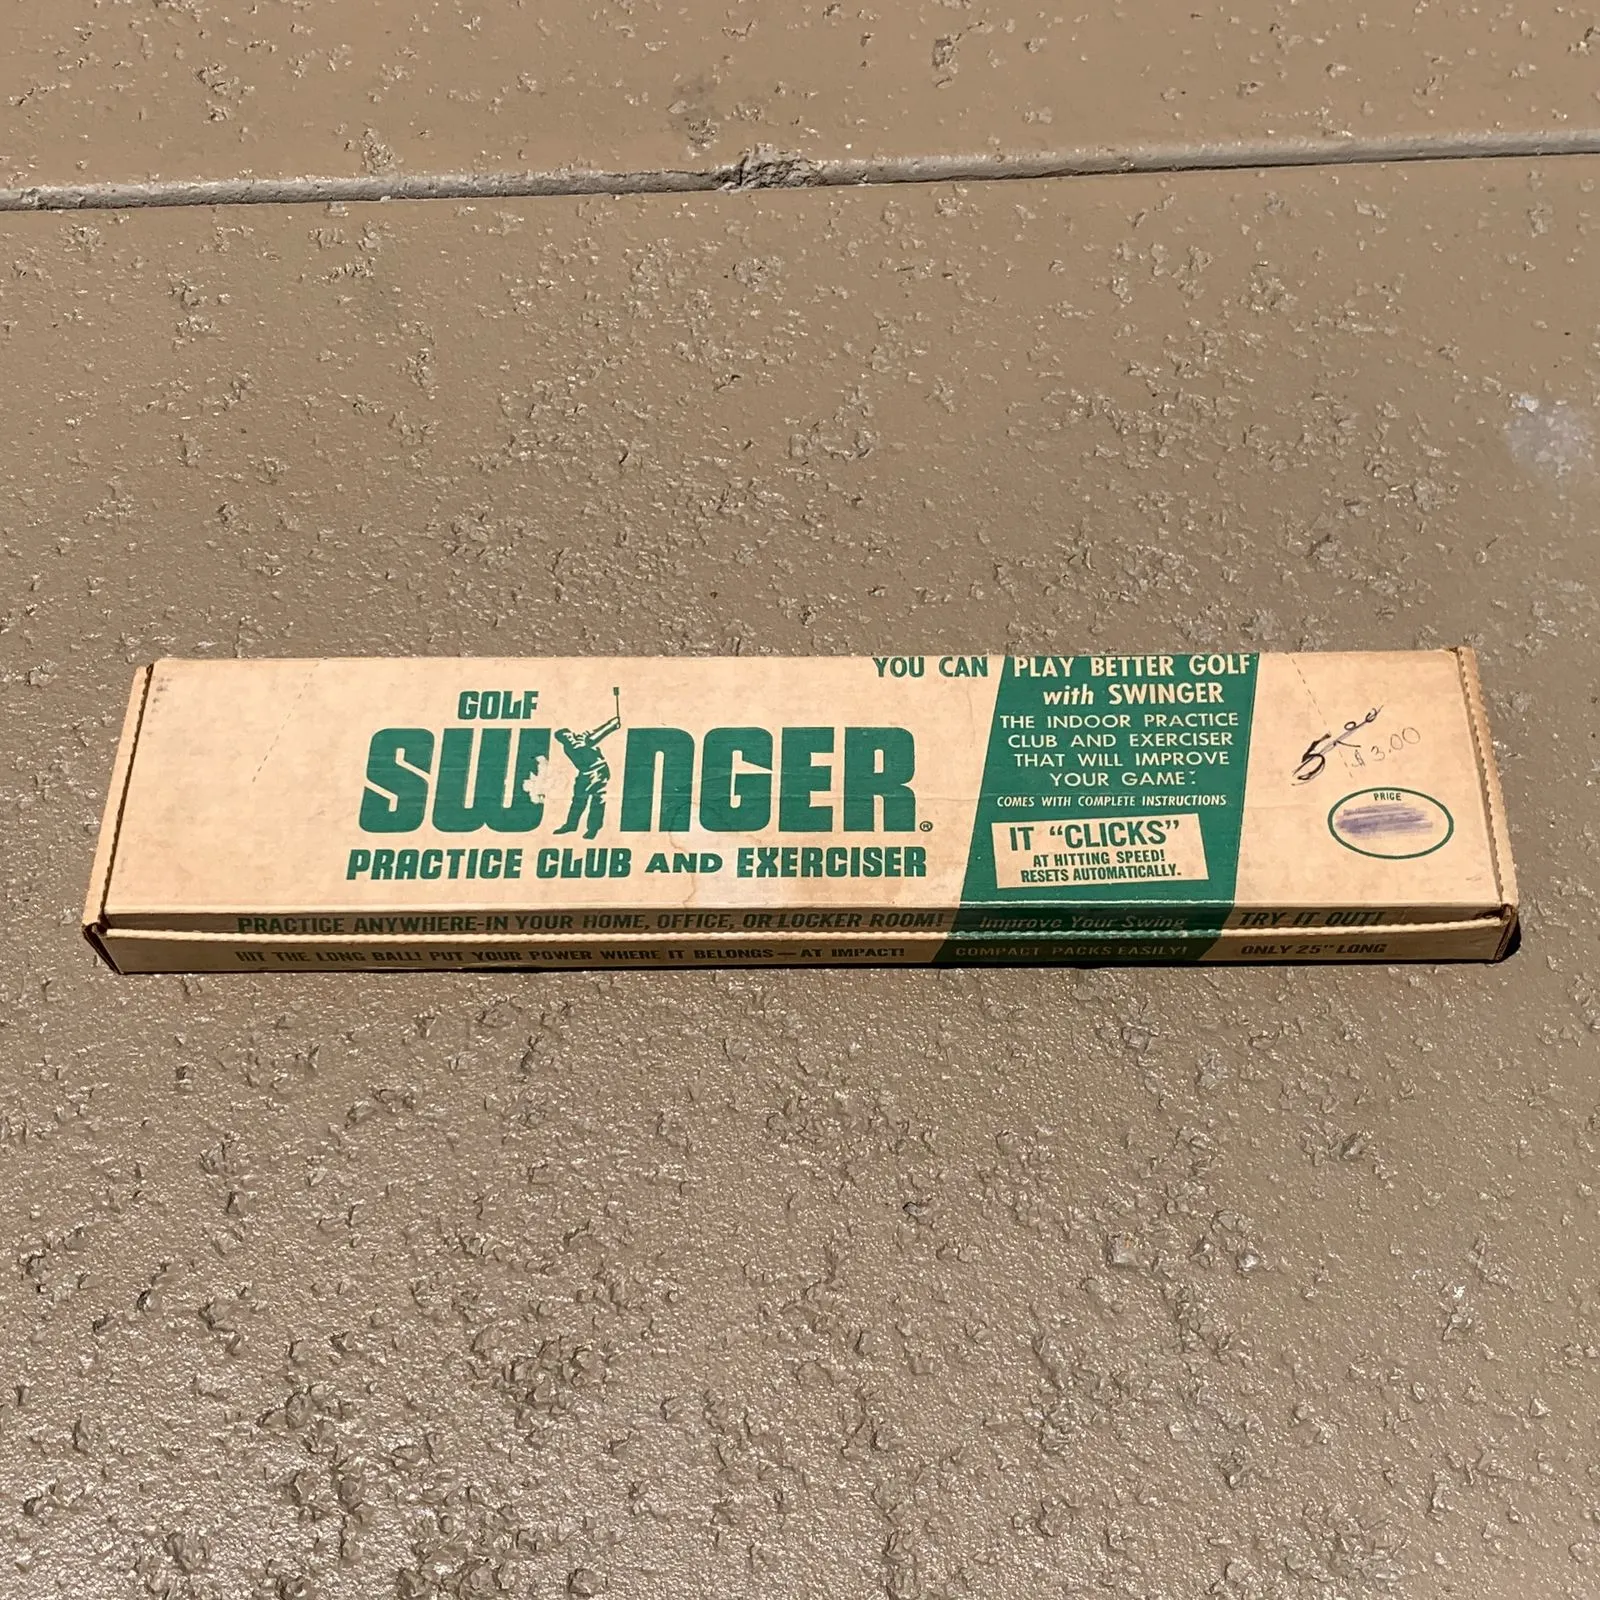 GOLF
SWINGER®
PRACTICE CLUB AND EXERCISER
YOU CAN PLAY BETTER GOLF
with SWINGER
THE INDOOR PRACTICE
CLUB AND EXERCISER
THAT WILL IMPROVE
YOUR GAME.
COMES WITH COMPLETE INSTRUCTIONS
IT "CLICKS"
AT HITTING SPEED!
RESETS AUTOMATICALLY.
$3.00
PRICE
PRACTICE ANYWHERE-IN YOUR HOME, OFFICE, OR LOCKER ROOM! Improve Your Swing TRY IT OUT!
HIT THE LONG BALL! PUT YOUR POWER WHERE IT BELONGS — AT IMPACT! COMPACT PACKS EASILY! ONLY 25" LONG